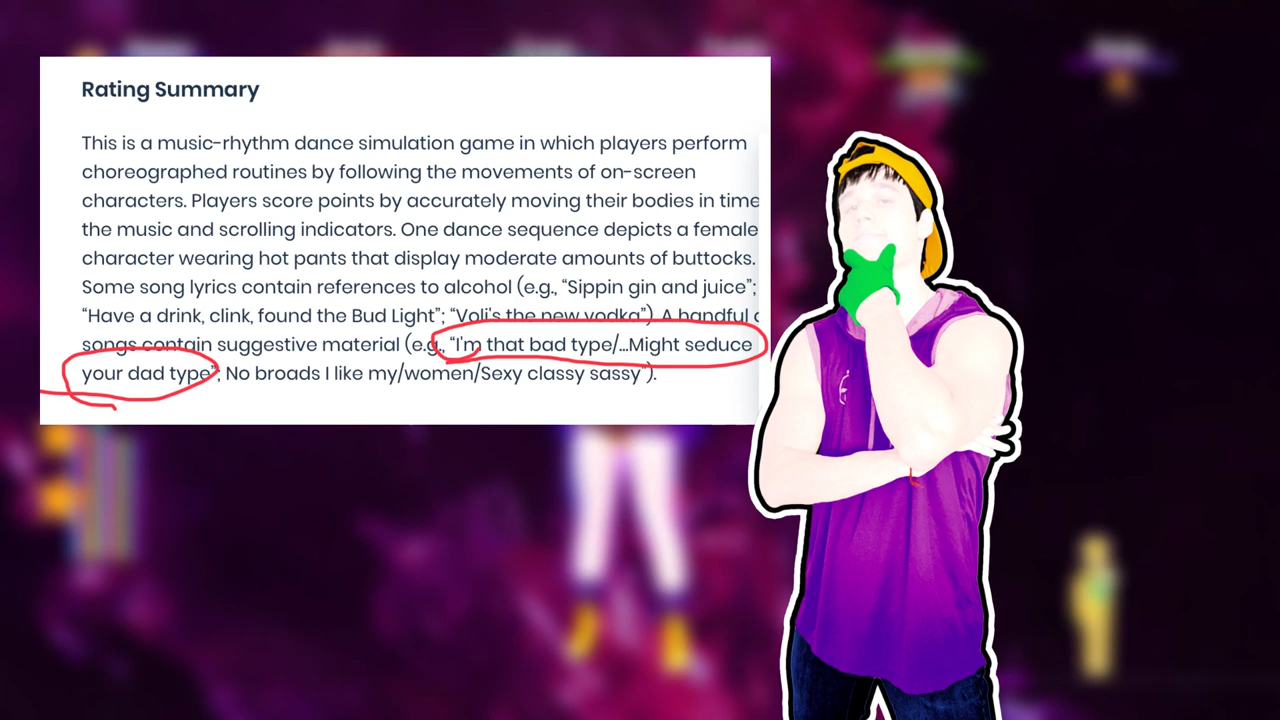 Rating Summary
This is a music-rhythm dance simulation game in which players perform
choreographed routines by following the movements of on-screen
characters. Players score points by accurately moving their bodies in time
the music and scrolling indicators. One dance sequence depicts a female
character wearing hot pants that display moderate amounts of buttocks.
Some song lyrics contain references to alcohol (e.g., “Sippin gin and juice”;
“Have a drink, clink, found the Bud Light”; “Voli's the new vodka”). A handful
songs contain suggestive material (e.g., “I'm that bad type/...Might seduce
your dad type”; No broads I like my/women/Sexy classy sassy”).